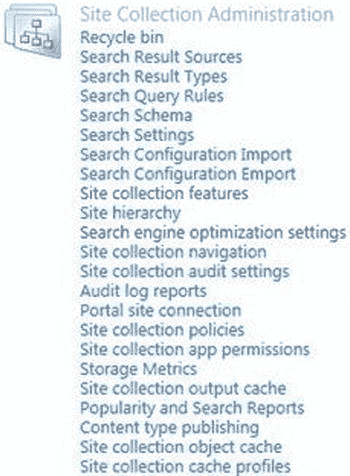 Site Collection Administration
Recycle bin
Search Result Sources
Search Result Types
Search Query Rules
Search Schema
Search Settings
Search Configuration Import
Search Configuration Emport
Site collection features
Site hierarchy
Search engine optimization settings
Site collection navigation
Site collection audit settings
Audit log reports
Portal site connection
Site collection policies
Site collection app permissions
Storage Metrics
Site collection output cache
Popularity and Search Reports
Content type publishing
Site collection object cache
Site collection cache profiles